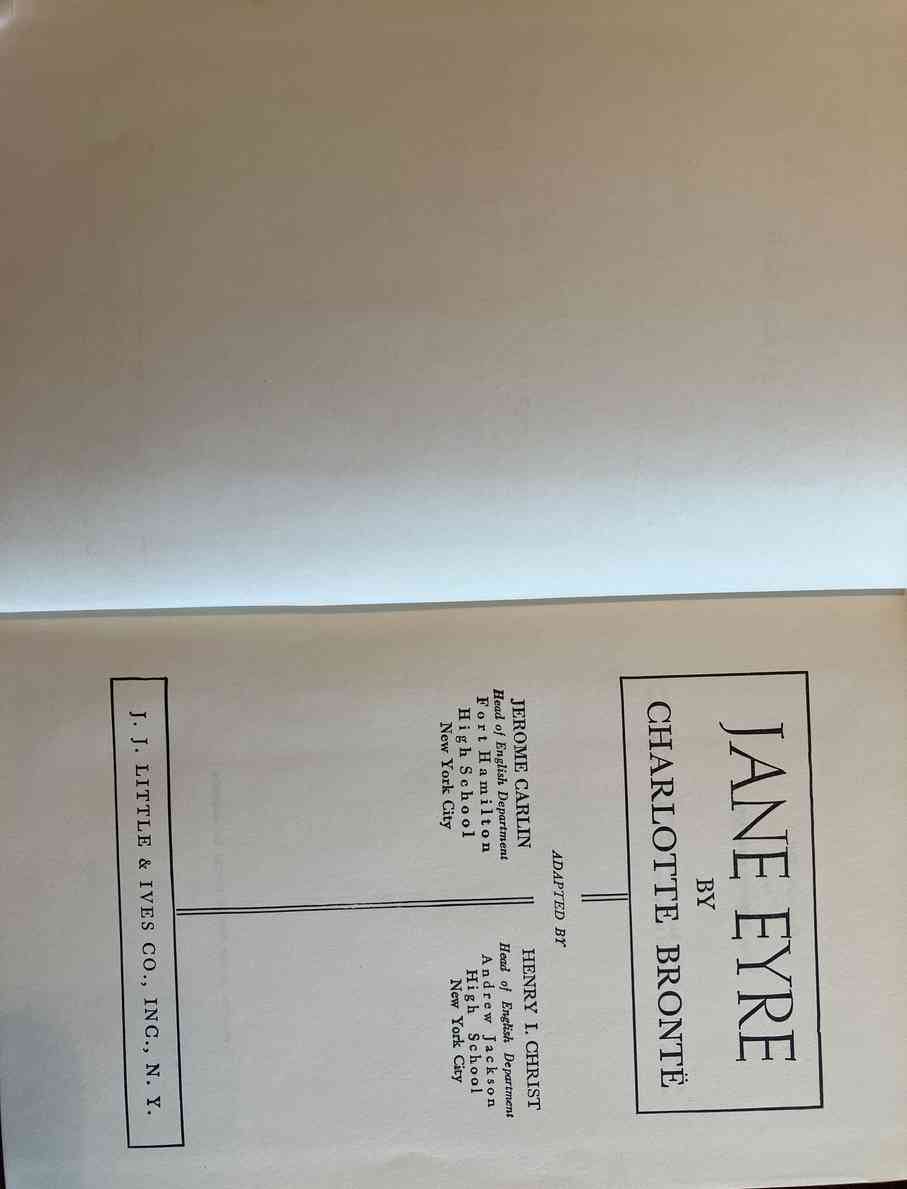 JANE EYRE
BY
CHARLOTTE BRONTË
ADAPTED BY
JEROME CARLIN
Head of English Department
Fort Hamilton
High School
New York City
HENRY I. CHRIST
Head of English Department
Andrew Jackson
High School
New York City
J. J. LITTLE & IVES CO., INC., N. Y.